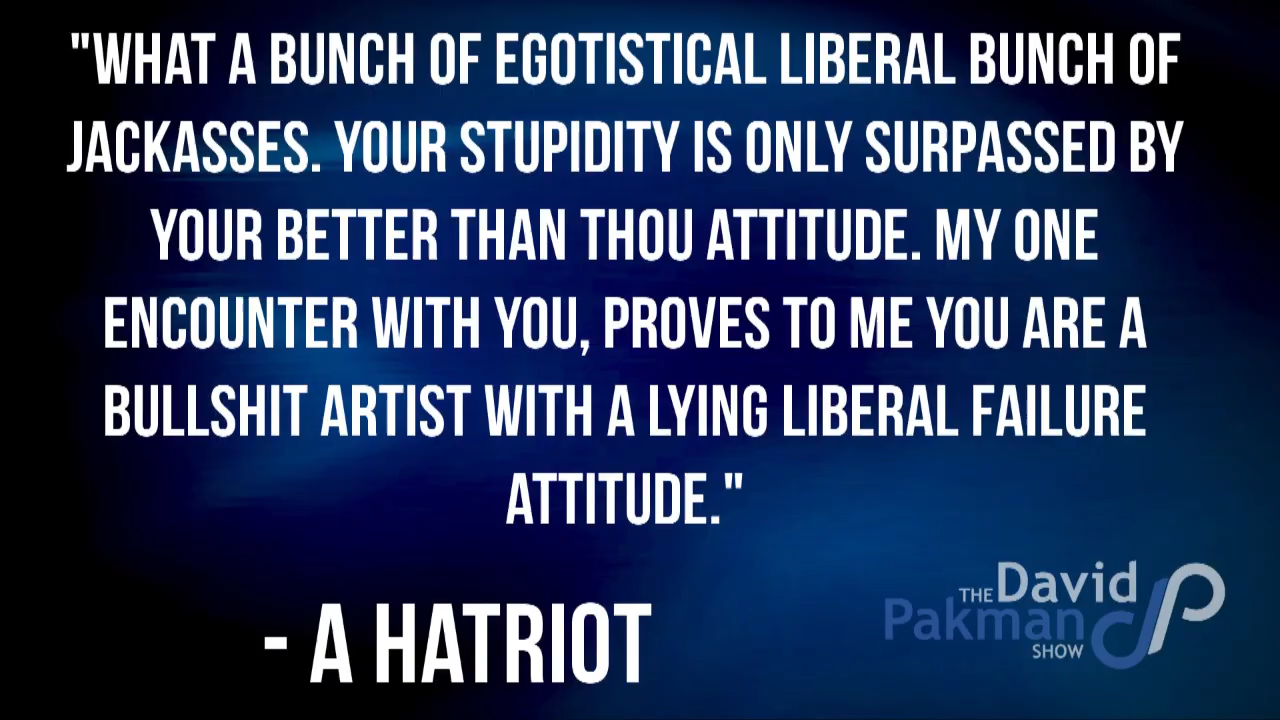 "WHAT A BUNCH OF EGOTISTICAL LIBERAL BUNCH OF
JACKASSES. YOUR STUPIDITY IS ONLY SURPASSED BY
YOUR BETTER THAN THOU ATTITUDE. MY ONE
ENCOUNTER WITH YOU, PROVES TO ME YOU ARE A
BULLSHIT ARTIST WITH A LYING LIBERAL FAILURE
ATTITUDE."
- A HATRIOT
THE David
Pakman
SHOW